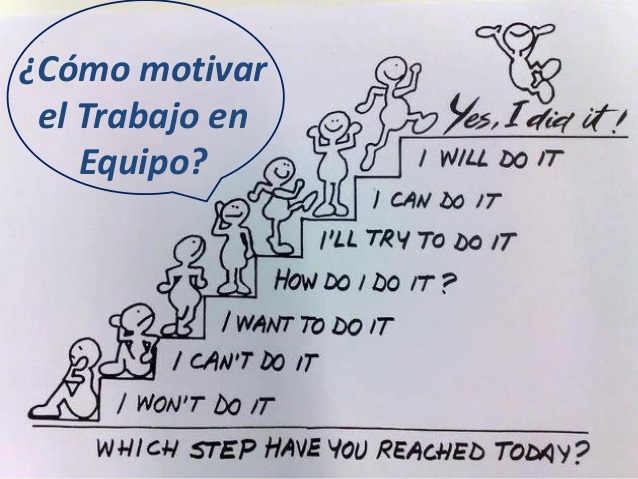 ¿Cómo motivar
el Trabajo en
Equipo?
Yes, I did it!
I WILL DO IT
I CAN DO IT
I'LL TRY TO DO IT
HOW DO I DO IT?
I WANT TO DO IT
I CAN'T DO IT
I WON'T DO IT
WHICH STEP HAVE YOU REACHED TODAY?